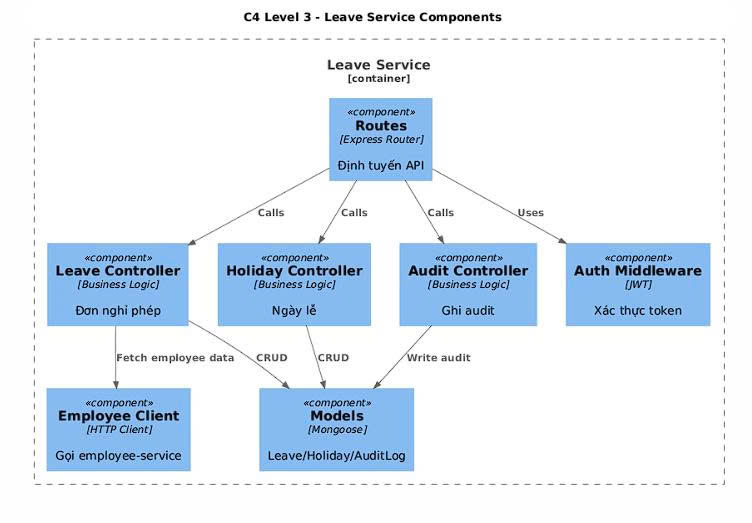 C4 Level 3 - Leave Service Components
Leave Service
[container]
«component»
Routes
[Express Router]
Định tuyến API
Calls
Calls
Calls
Uses
«component»
Leave Controller
[Business Logic]
Đơn nghỉ phép
«component»
Holiday Controller
[Business Logic]
Ngày lễ
«component»
Audit Controller
[Business Logic]
Ghi audit
«component»
Auth Middleware
[JWT]
Xác thực token
Fetch employee data
CRUD
CRUD
Write audit
«component»
Employee Client
[HTTP Client]
Gọi employee-service
«component»
Models
[Mongoose]
Leave/Holiday/AuditLog